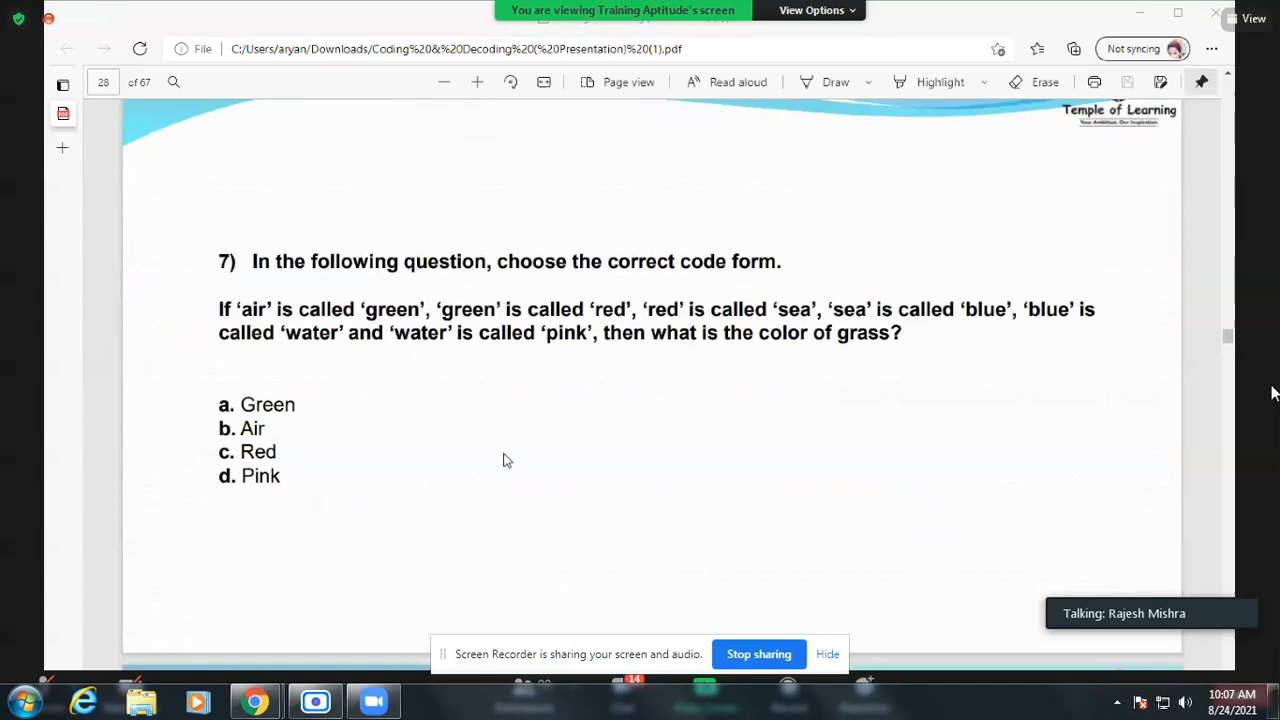 You are viewing Training Aptitude's screen
View Options
View
File
C:/Users/aryan/Downloads/Coding%20&%20Decoding%20(%20Presentation)%20(1).pdf
Not syncing
28 of 67
Page view
Read aloud
Draw
Highlight
Erase
Temple of Learning
Your Ambition. Our Inspiration.
7) In the following question, choose the correct code form.
If ‘air’ is called ‘green’, ‘green’ is called ‘red’, ‘red’ is called ‘sea’, ‘sea’ is called ‘blue’, ‘blue’ is
called ‘water’ and ‘water’ is called ‘pink’, then what is the color of grass?
a. Green
b. Air
c. Red
d. Pink
Talking: Rajesh Mishra
Screen Recorder is sharing your screen and audio.
Stop sharing
Hide
14
10:07 AM
8/24/2021